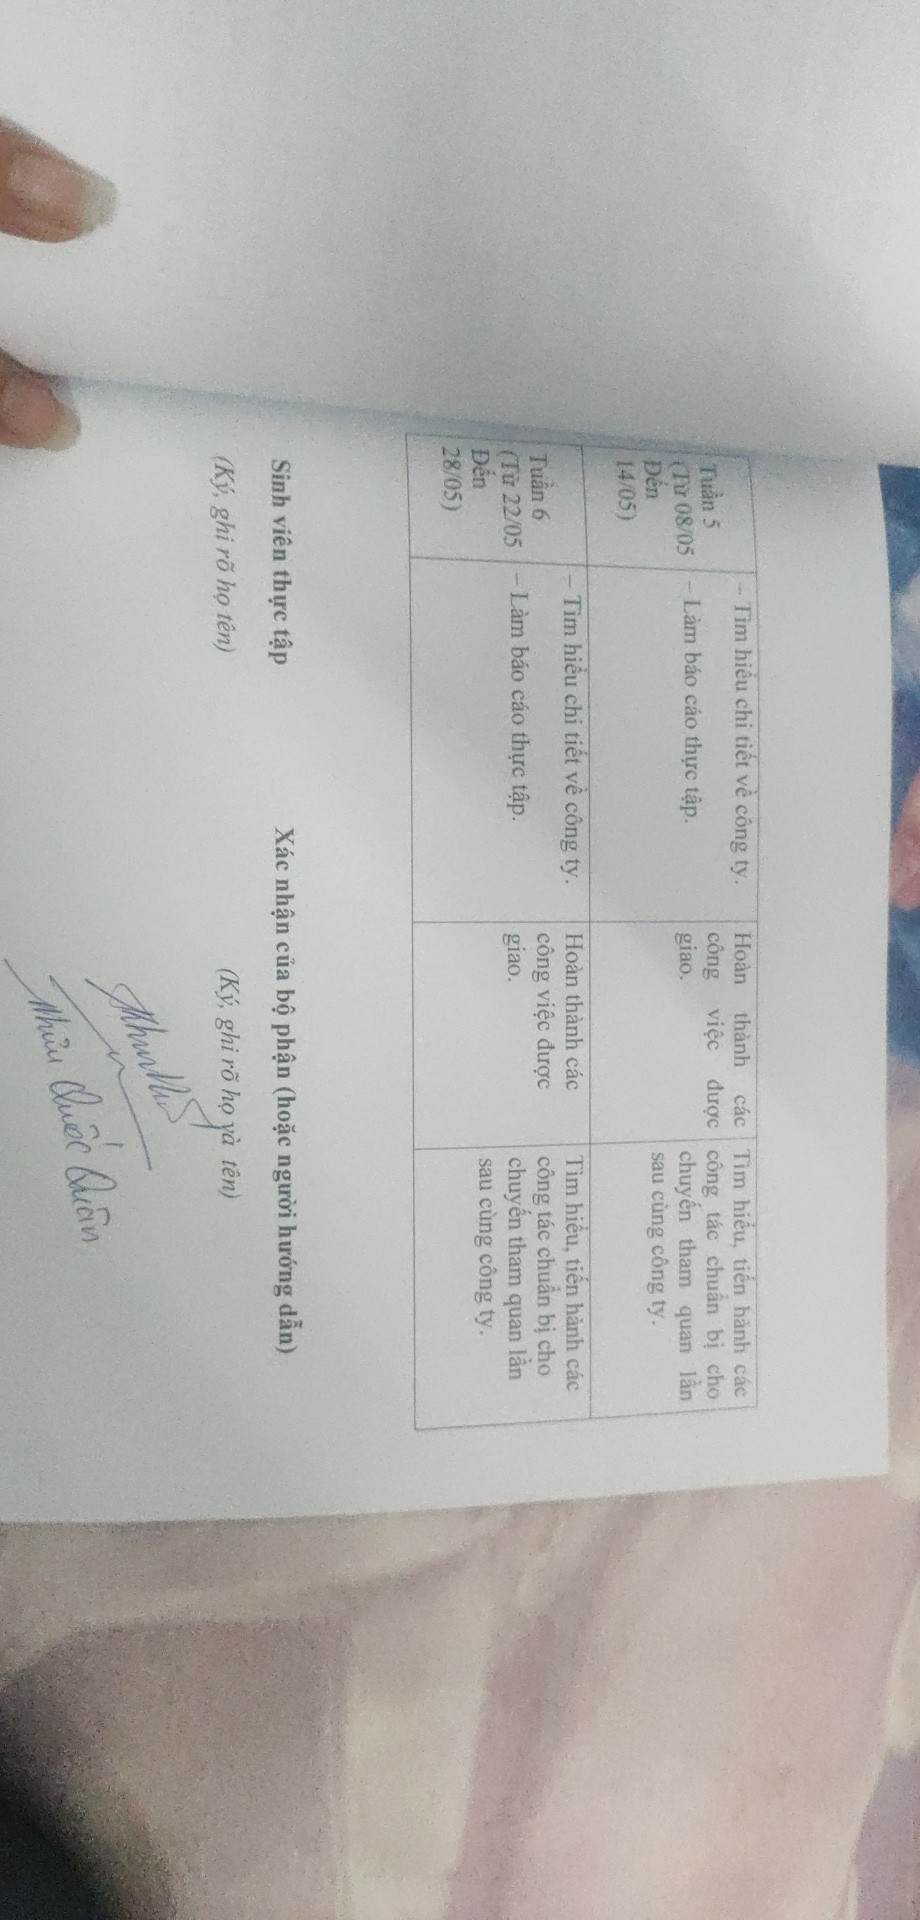 Tuần 5
(Từ 08/05
Đến
14/05)
- Tìm hiểu chi tiết về công ty.
- Làm báo cáo thực tập.
Hoàn thành các
công việc được
giao.
Tìm hiểu, tiến hành các
công tác chuẩn bị cho
chuyến tham quan lần
sau cùng công ty.
Tuần 6
(Từ 22/05
Đến
28/05)
- Tìm hiểu chi tiết về công ty.
- Làm báo cáo thực tập.
Hoàn thành các
công việc được
giao.
Tìm hiểu, tiến hành các
công tác chuẩn bị cho
chuyến tham quan lần
sau cùng công ty.
Sinh viên thực tập
(Ký, ghi rõ họ tên)
Xác nhận của bộ phận (hoặc người hướng dẫn)
(Ký, ghi rõ họ và tên)
Quốc Quân